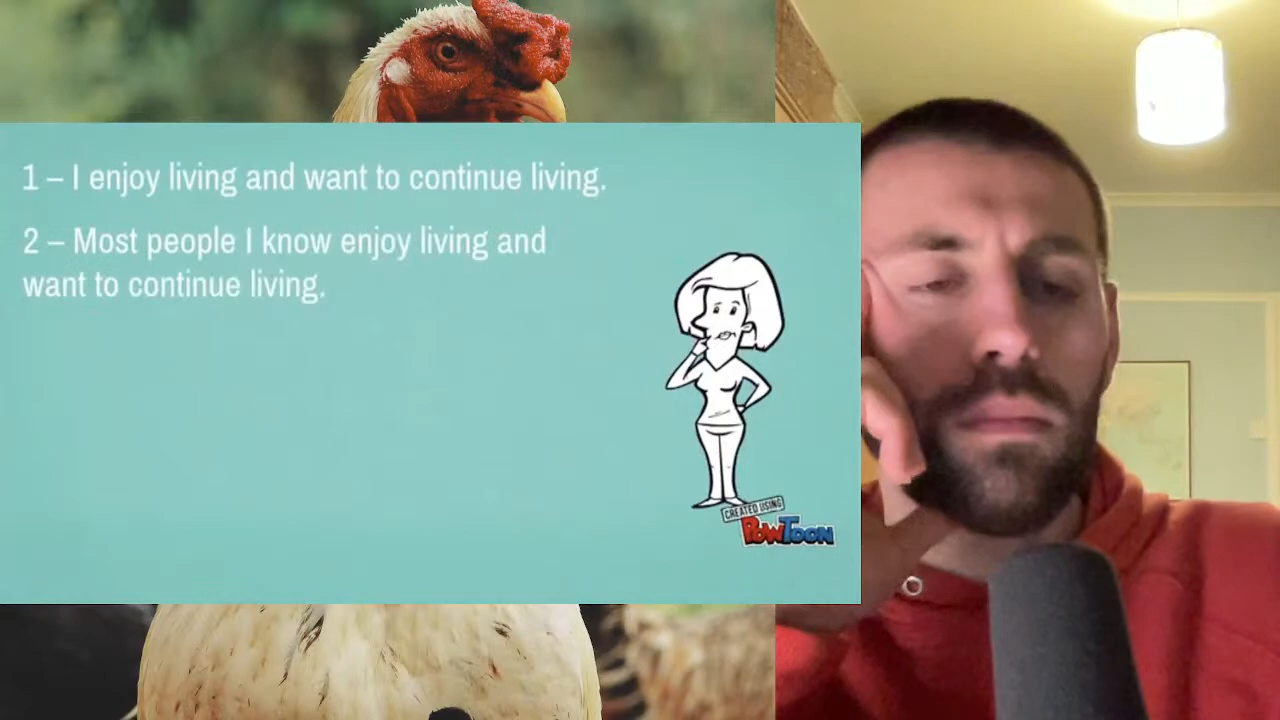 1 – I enjoy living and want to continue living.
2 – Most people I know enjoy living and
want to continue living.
CREATED USING
POWTOON